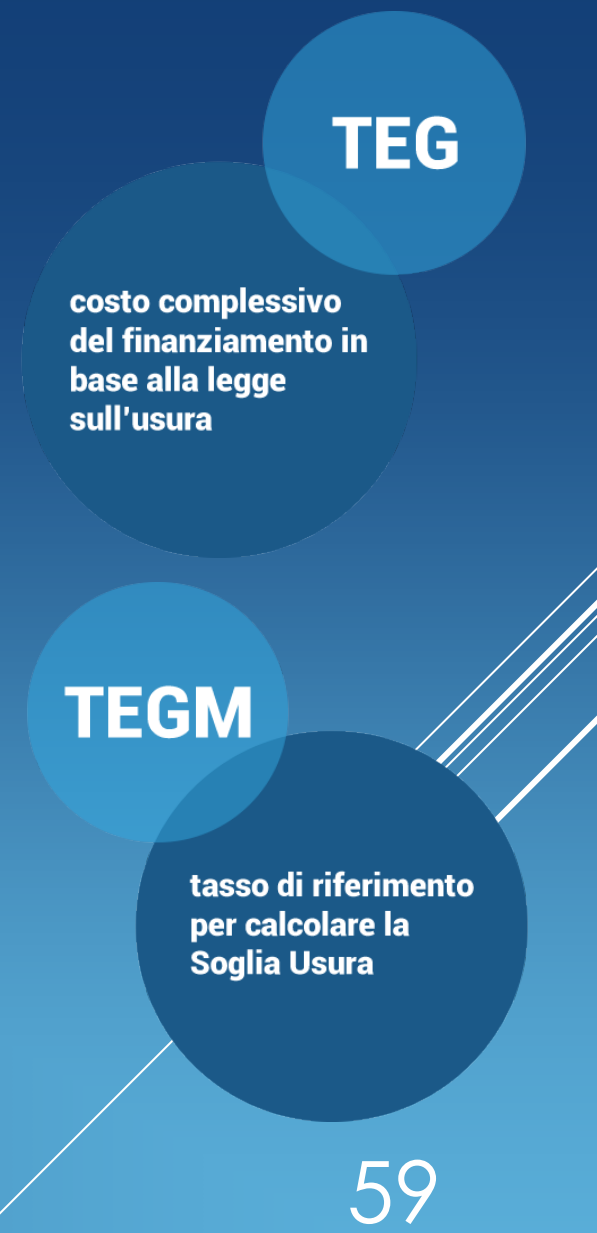 TEG
costo complessivo
del finanziamento in
base alla legge
sull'usura
TEGM
tasso di riferimento
per calcolare la
Soglia Usura
59